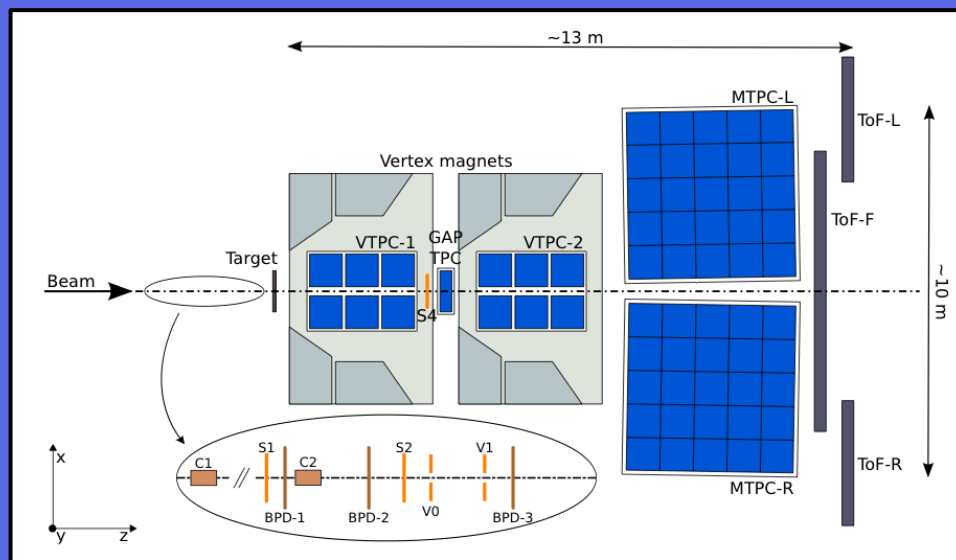 ~13 m
MTPC-L
ToF-L
Vertex magnets
ToF-F
VTPC-1
GAP
TPC
VTPC-2
Target
Beam
S4
~10 m
S1
S2
V1
C1
C2
x
ToF-R
MTPC-R
V0
BPD-1
BPD-2
BPD-3
y
z